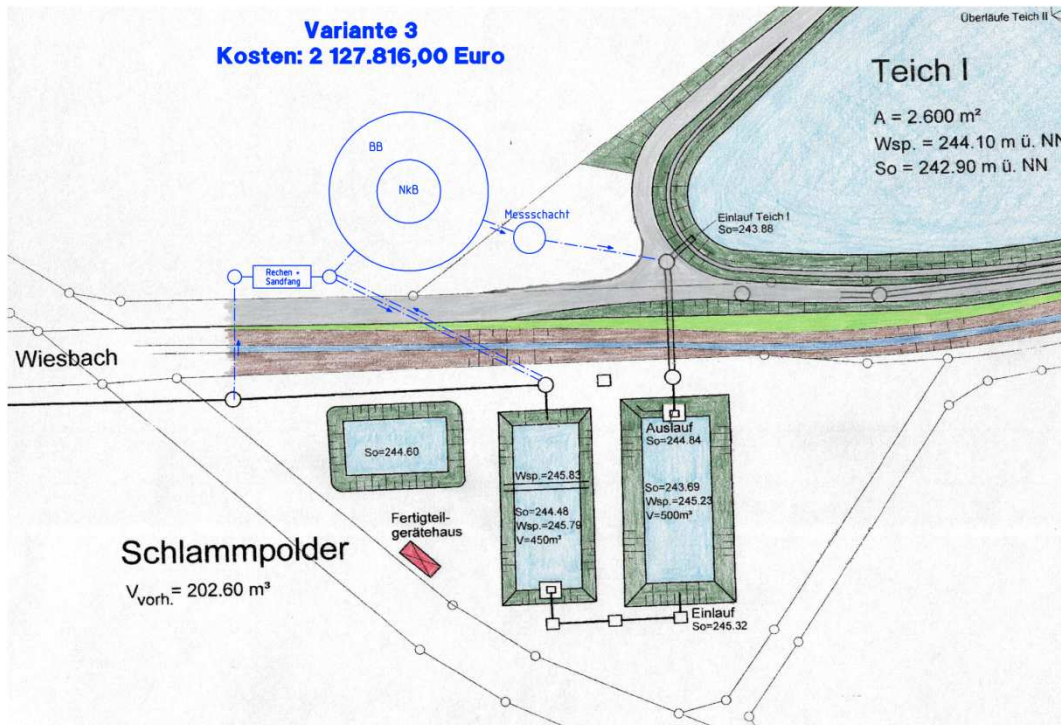 Variante 3
Kosten: 2 127.816,00 Euro
Überläufe Teich II
Teich I
A = 2.600 m²
Wsp. = 244.10 m ü. NN
So = 242.90 m ü. NN
BB
NkB
Messschacht
Einlauf Teich I
So=243.88
Rechen +
Sandfang
Wiesbach
So=244.60
Wsp.=245.83
So=244.48
Wsp.=245.79
V=450m³
Auslauf
So=244.84
So=243.69
Wsp.=245.23
V=500m³
Fertigteil-
gerätehaus
Schlammpolder
Vvorh.= 202.60 m³
Einlauf
So=245.32